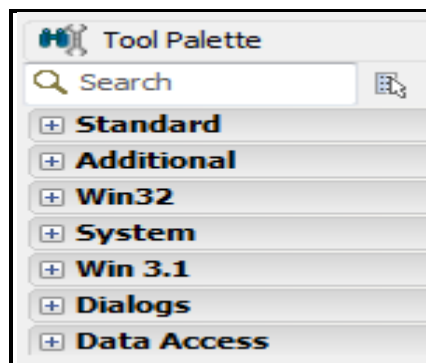 Tool Palette
Search
Standard
Additional
Win32
System
Win 3.1
Dialogs
Data Access